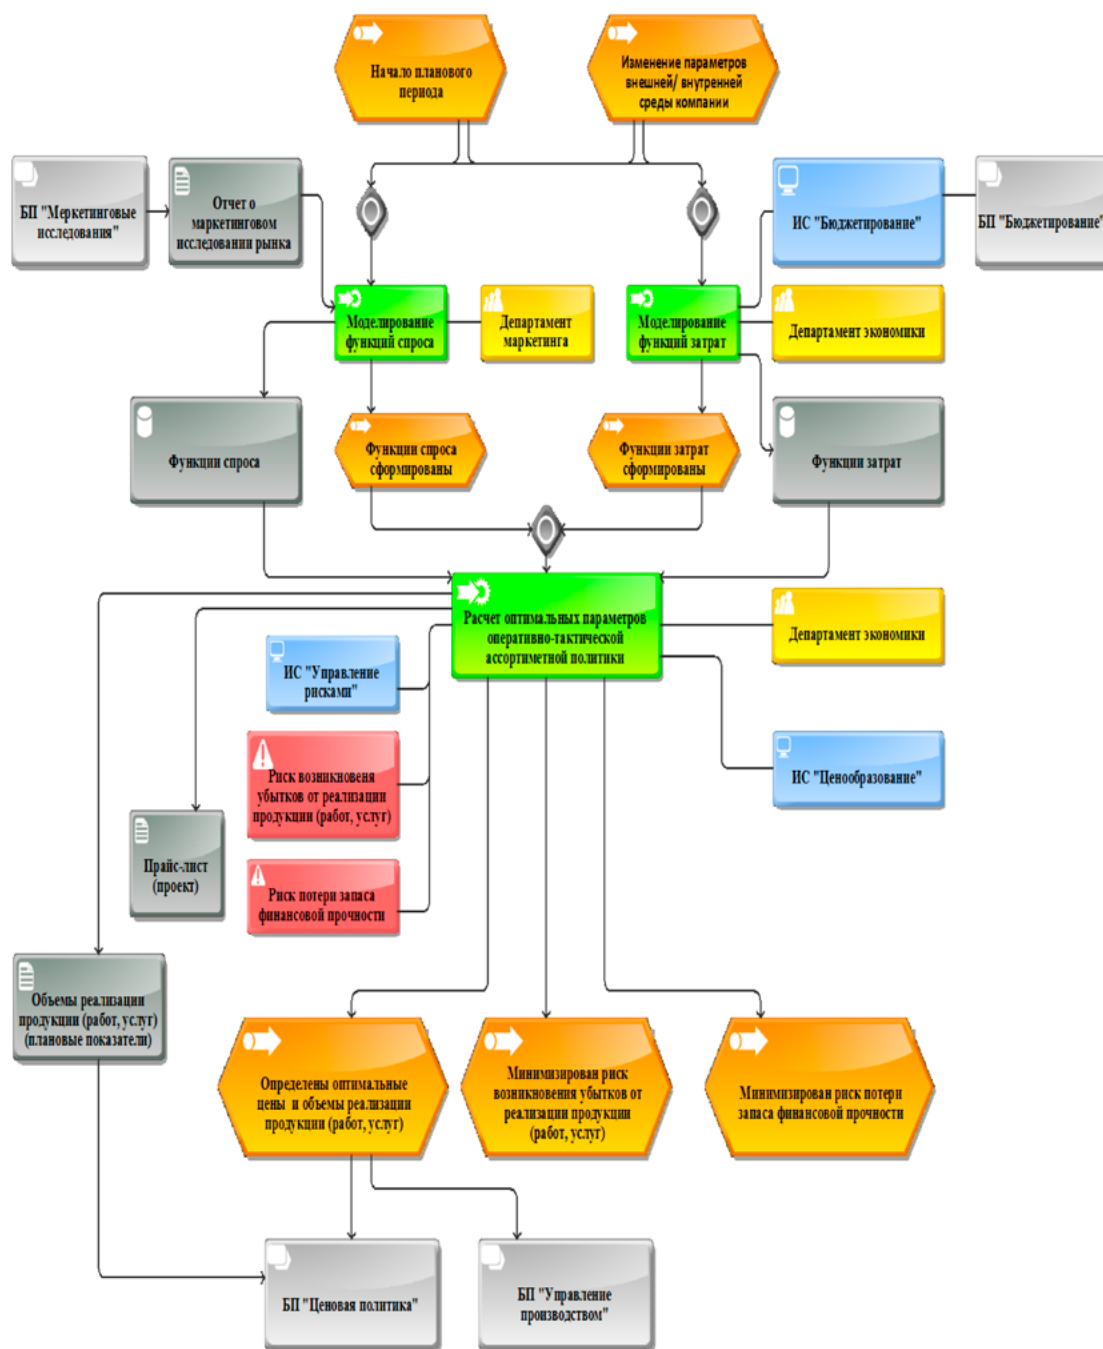 Начало планового
периода
Изменение параметров
внешней/ внутренней
среды компании
БП "Меркетинговые
исследования"
Отчет о
маркетинговом
исследовании рынка
ИС "Бюджетирование"
БП "Бюджетирование"
Моделирование
функций спроса
Департамент
маркетинга
Моделирование
функций затрат
Департамент экономики
Функции спроса
Функции спроса
сформированы
Функции затрат
сформированы
Функции затрат
Расчет оптимальных параметров
оперативно-тактической
ассортиметной политики
Департамент экономики
ИС "Управление
рисками"
Риск возникновеня
убытков от реализации
продукции (работ, услуг)
ИС "Ценообразование"
Прайс-лист
(проект)
Риск потери запаса
финансовой прочности
Объемы реализации
продукции (работ, услуг)
(плановые показатели)
Определены оптимальные
цены и объемы реализации
продукции (работ, услуг)
Минимизирован риск
возникновения убытков от
реализации продукции
(работ, услуг)
Минимизирован риск потери
запаса финансовой прочности
БП "Ценовая политика"
БП "Управление
производством"